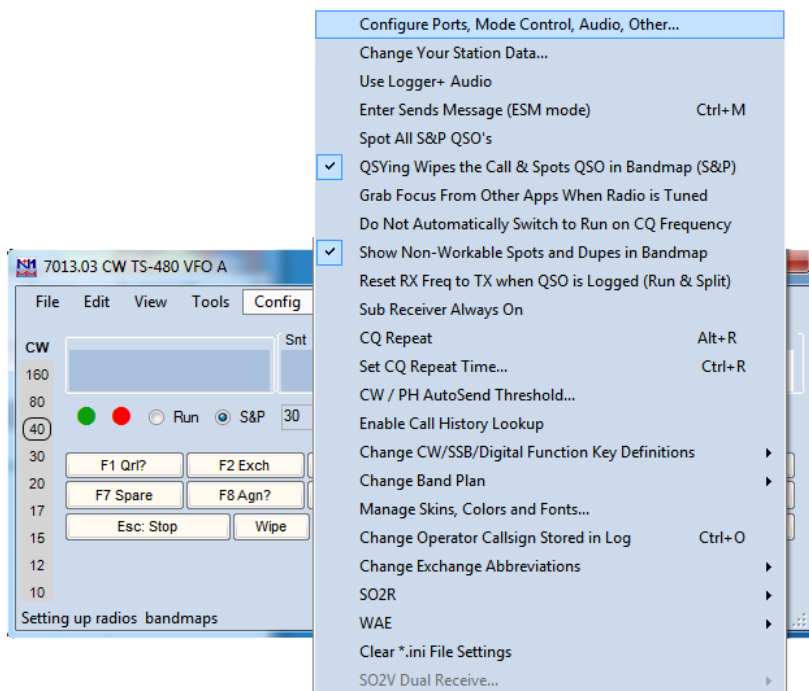 Configure Ports, Mode Control, Audio, Other...
Change Your Station Data...
Use Logger+ Audio
Enter Sends Message (ESM mode) Ctrl+M
Spot All S&P QSO's
QSYing Wipes the Call & Spots QSO in Bandmap (S&P)
Grab Focus From Other Apps When Radio is Tuned
Do Not Automatically Switch to Run on CQ Frequency
Show Non-Workable Spots and Dupes in Bandmap
Reset RX Freq to TX when QSO is Logged (Run & Split)
Sub Receiver Always On
CQ Repeat Alt+R
Set CQ Repeat Time... Ctrl+R
CW / PH AutoSend Threshold...
Enable Call History Lookup
Change CW/SSB/Digital Function Key Definitions
Change Band Plan
Manage Skins, Colors and Fonts...
Change Operator Callsign Stored in Log Ctrl+O
Change Exchange Abbreviations
SO2R
WAE
Clear *.ini File Settings
SO2V Dual Receive...
N1MM 7013.03 CW TS-480 VFO A
File Edit View Tools Config
Snt
CW
160
80
40
30
20
17
15
12
10
Run S&P 30
F1 Qrl? F2 Exch
F7 Spare F8 Agn?
Esc: Stop Wipe
Setting up radios bandmaps